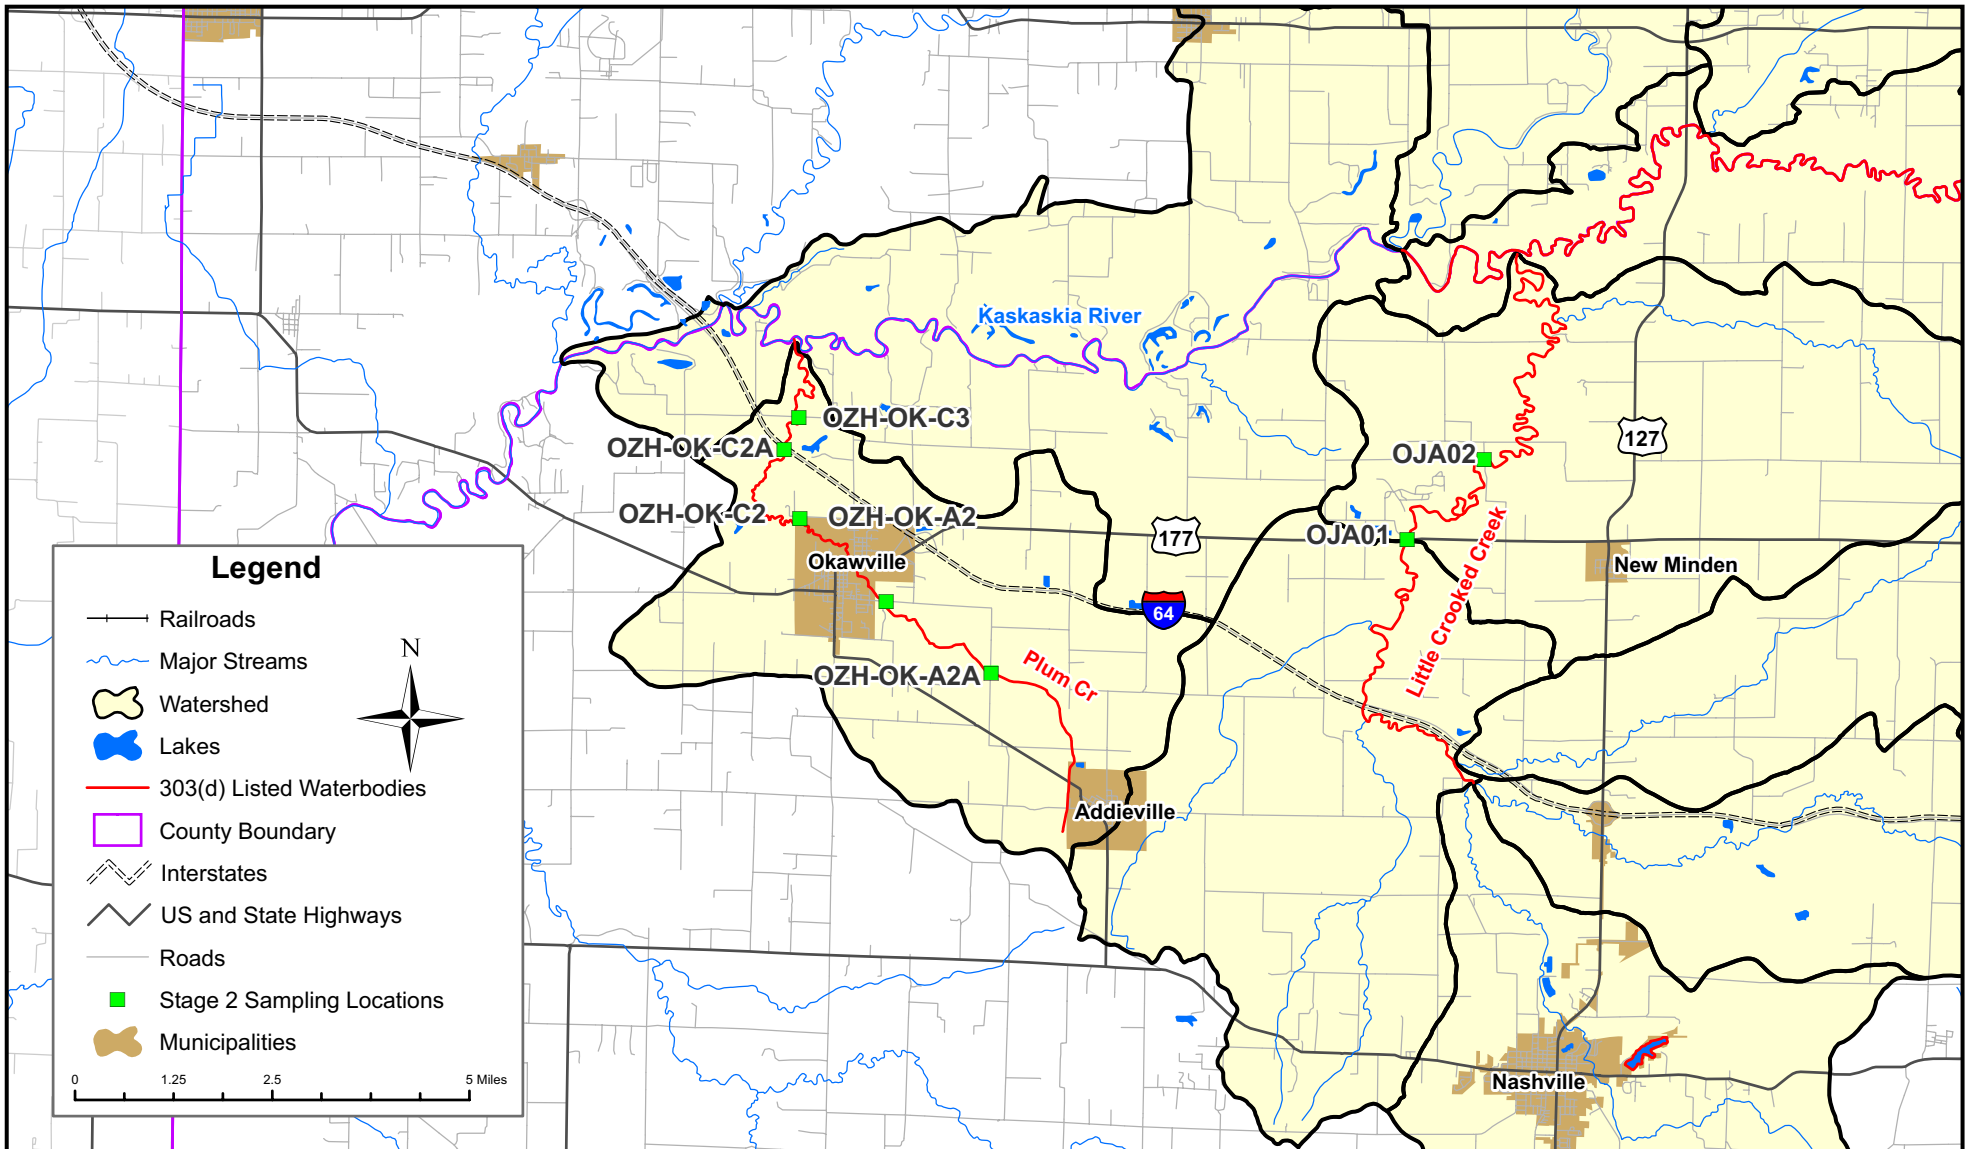 Kaskaskia River
OZH-OK-C3
OZH-OK-C2A
127
OJA02
OZH-OK-C2
OZH-OK-A2
177
OJA01
Okawville
New Minden
64
Little Crooked Creek
Plum Cr
OZH-OK-A2A
Addieville
Nashville
Legend
Railroads
Major Streams
N
Watershed
Lakes
303(d) Listed Waterbodies
County Boundary
Interstates
US and State Highways
Roads
Stage 2 Sampling Locations
Municipalities
0 1.25 2.5 5 Miles